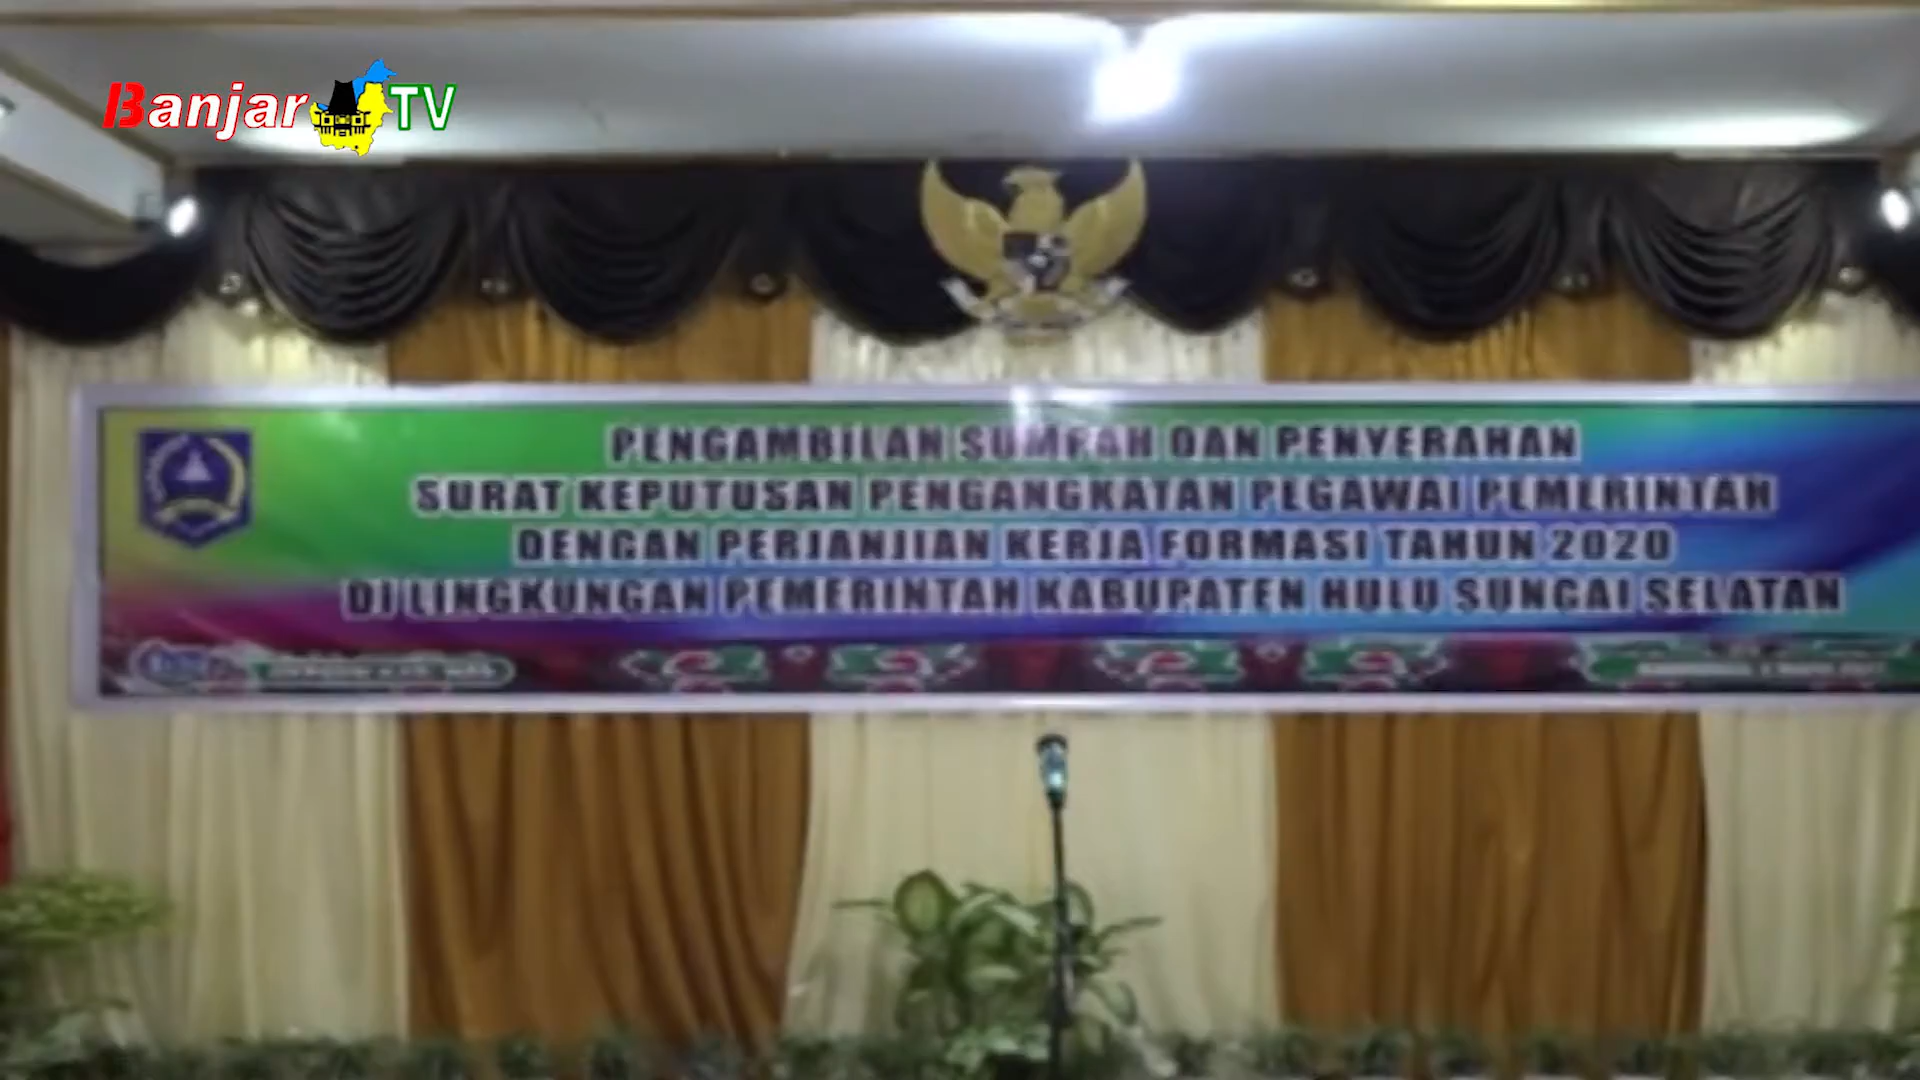 Banjar TV
PENGAMBILAN SUMPAH DAN PENYERAHAN
SURAT KEPUTUSAN PENGANGKATAN PEGAWAI PEMERINTAH
DENGAN PERJANJIAN KERJA FORMASI TAHUN 2020
DI LINGKUNGAN PEMERINTAH KABUPATEN HULU SUNGAI SELATAN